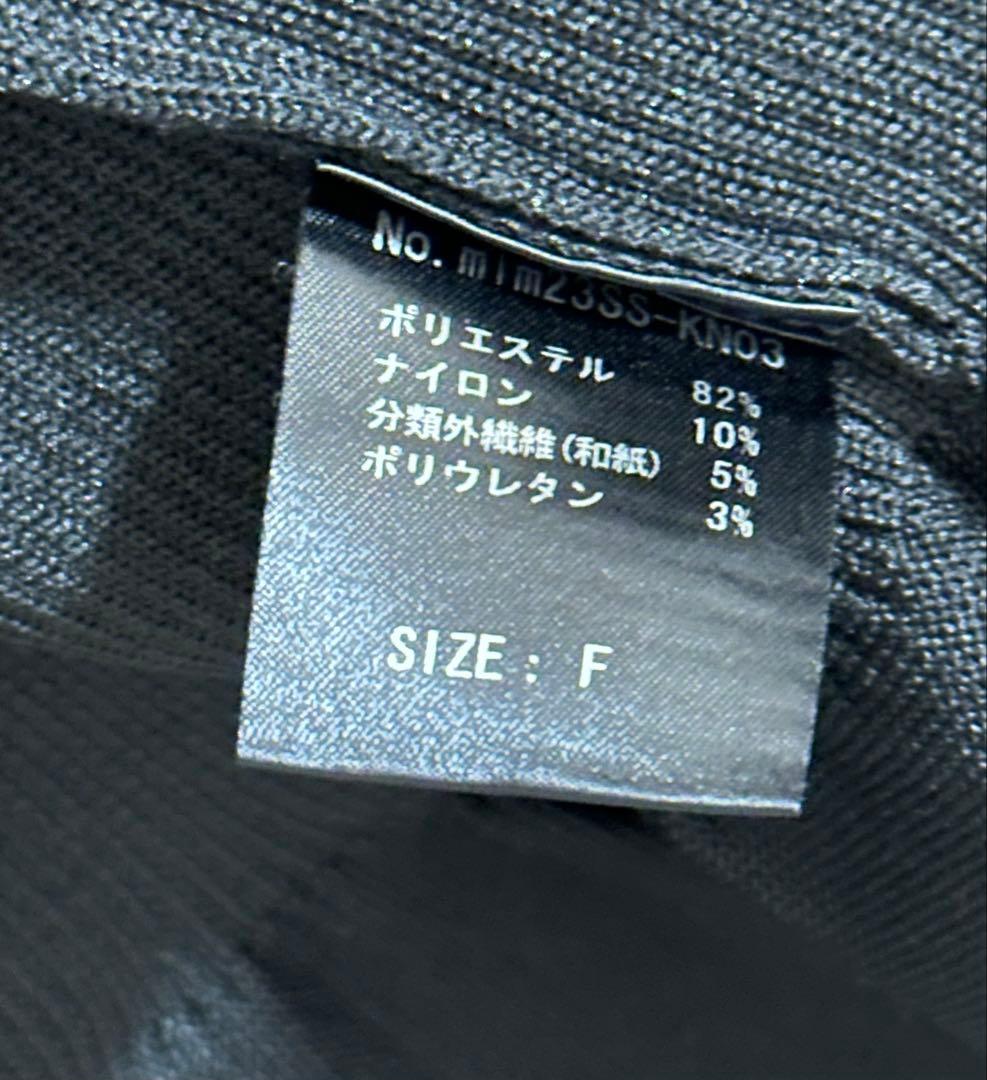 No. mim23SS-KN03
ポリエステル 82%
ナイロン 10%
分類外繊維(和紙) 5%
ポリウレタン 3%
SIZE: F